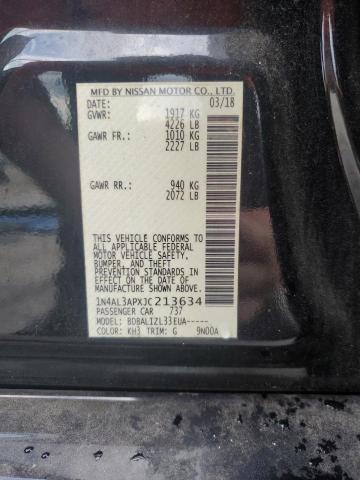 MFD BY NISSAN MOTOR CO., LTD.
DATE: 03/18
GVWR: 1917 KG
4226 LB
GAWR FR.: 1010 KG
2227 LB
GAWR RR.: 940 KG
2072 LB
THIS VEHICLE CONFORMS TO ALL
APPLICABLE FEDERAL MOTOR
VEHICLE SAFETY,
BUMPER, AND THEFT
PREVENTION STANDARDS
IN EFFECT ON THE
DATE OF MANUFACTURE SHOWN ABOVE.
1N4AL3APXJC213634
PASSENGER CAR 737
MODEL: BDBALIZL33EUA-----
COLOR: KH3 TRIM: G 9N00A